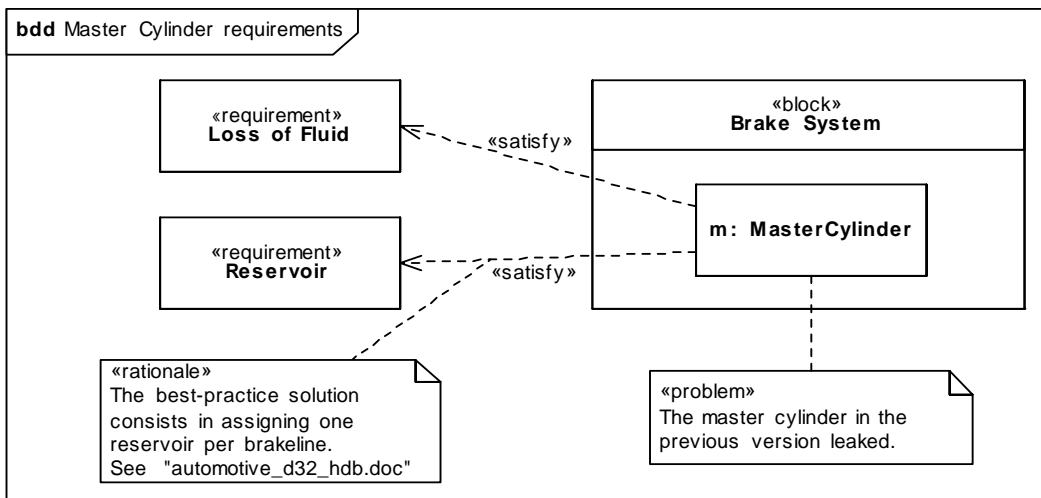 bdd Master Cylinder requirements
«requirement»
Loss of Fluid
«satisfy»
«block»
Brake System
m: MasterCylinder
«requirement»
Reservoir
«satisfy»
«rationale»
The best-practice solution
consists in assigning one
reservoir per brakeline.
See "automotive_d32_hdb.doc"
«problem»
The master cylinder in the
previous version leaked.